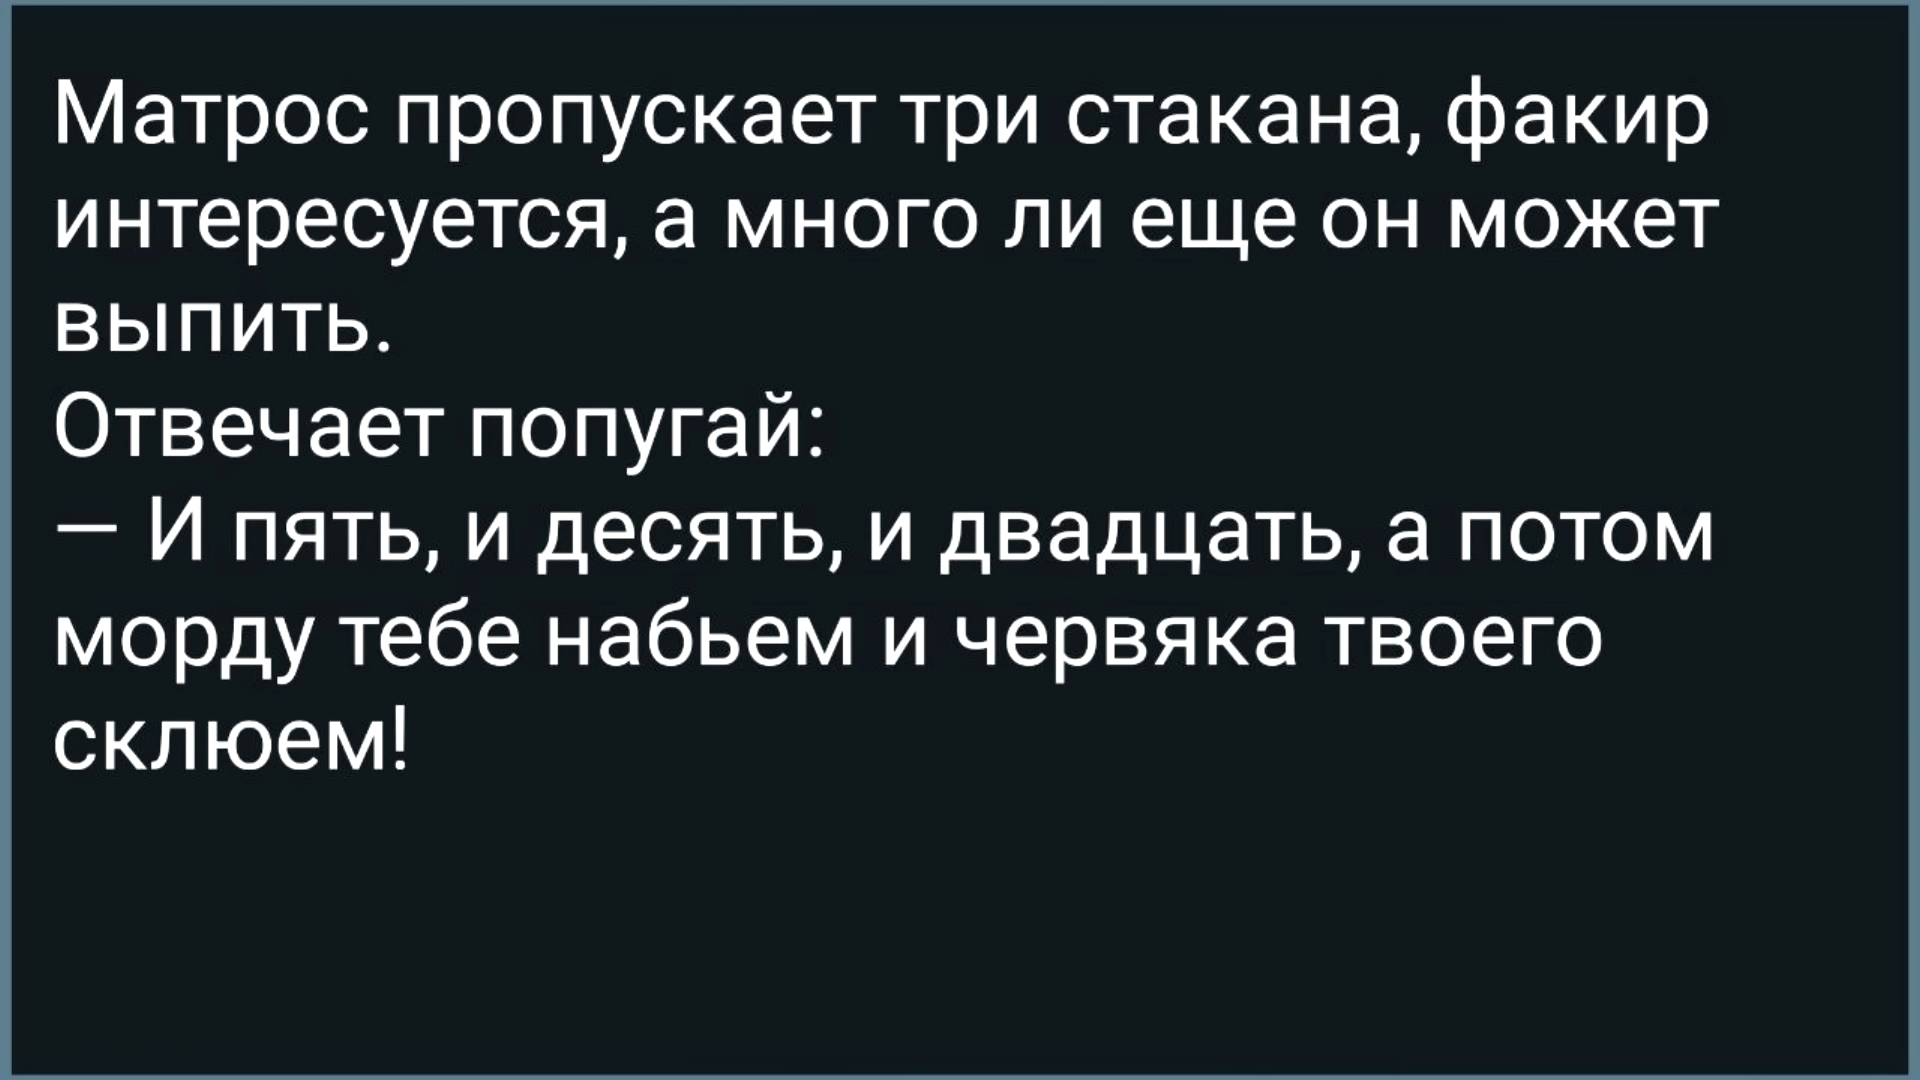 Матрос пропускает три стакана, факир
интересуется, а много ли еще он может
выпить.
Отвечает попугай:
— И пять, и десять, и двадцать, а потом
морду тебе набьем и червяка твоего
склюем!